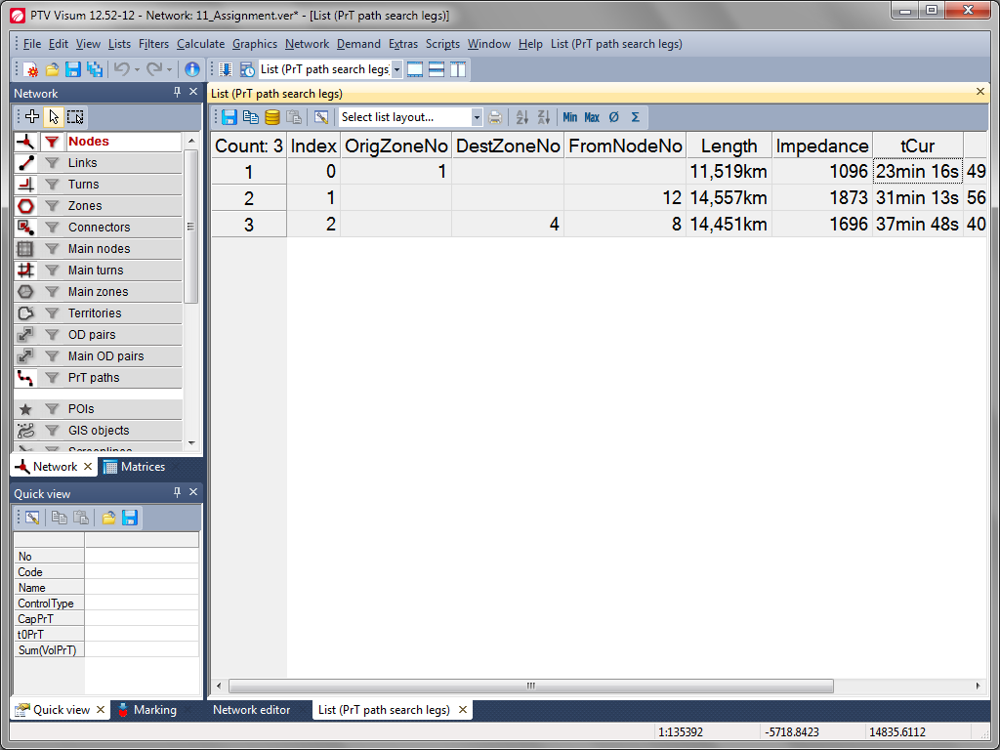 PTV Visum 12.52-12 - Network: 11_Assignment.ver* - [List (PrT path search legs)]
File Edit View Lists Filters Calculate Graphics Network Demand Extras Scripts Window Help List (PrT path search legs)
List (PrT path search legs
Network
List (PrT path search legs)
Select list layout... Min Max Ø Σ
Nodes
Links
Turns
Zones
Connectors
Main nodes
Main turns
Main zones
Territories
OD pairs
Main OD pairs
PrT paths
POIs
GIS objects
Screenlines
Count: 3 Index OrigZoneNo DestZoneNo FromNodeNo Length Impedance tCur
1 0 1 11,519km 1096 23min 16s 49
2 1 12 14,557km 1873 31min 13s 56
3 2 4 8 14,451km 1696 37min 48s 40
Network Matrices
Quick view
No
Code
Name
ControlType
CapPrT
t0PrT
Sum(VolPrT)
Quick view Marking Network editor List (PrT path search legs)
1:135392 -5718.8423 14835.6112